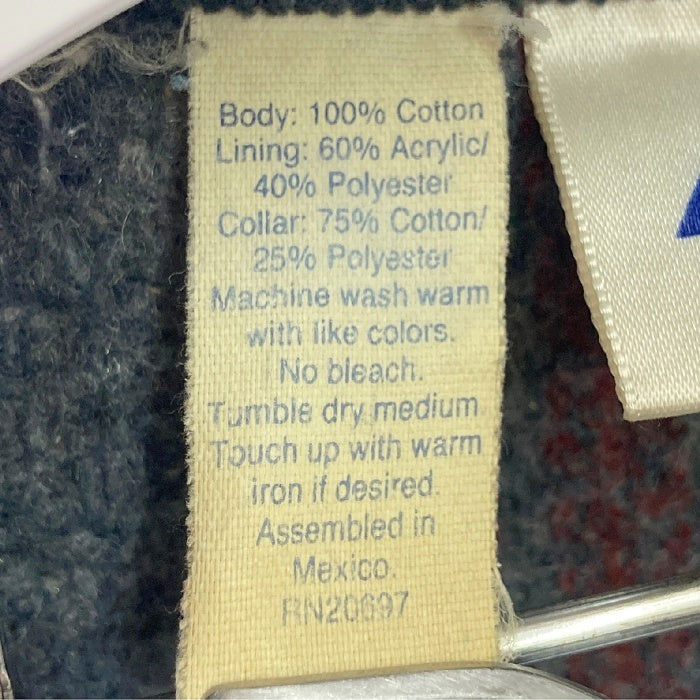 Body: 100% Cotton
Lining: 60% Acrylic/
40% Polyester
Collar: 75% Cotton/
25% Polyester
Machine wash warm
with like colors.
No bleach.
Tumble dry medium
Touch up with warm
iron if desired.
Assembled in
Mexico.
RN20697